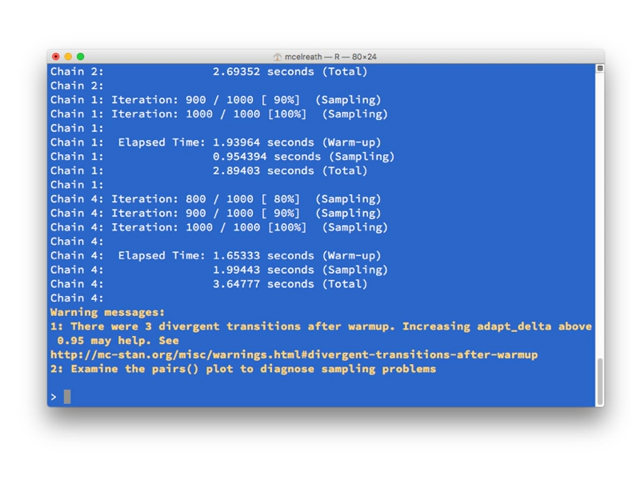 mcelreath — R — 80×24
Chain 2:                2.69352 seconds (Total)
Chain 2:
Chain 1: Iteration: 900 / 1000 [ 90%]  (Sampling)
Chain 1: Iteration: 1000 / 1000 [100%]  (Sampling)
Chain 1:
Chain 1:  Elapsed Time: 1.93964 seconds (Warm-up)
Chain 1:                0.954394 seconds (Sampling)
Chain 1:                2.89403 seconds (Total)
Chain 1:
Chain 4: Iteration: 800 / 1000 [ 80%]  (Sampling)
Chain 4: Iteration: 900 / 1000 [ 90%]  (Sampling)
Chain 4: Iteration: 1000 / 1000 [100%]  (Sampling)
Chain 4:
Chain 4:  Elapsed Time: 1.65333 seconds (Warm-up)
Chain 4:                1.99443 seconds (Sampling)
Chain 4:                3.64777 seconds (Total)
Chain 4:
Warning messages:
1: There were 3 divergent transitions after warmup. Increasing adapt_delta above
 0.95 may help. See
http://mc-stan.org/misc/warnings.html#divergent-transitions-after-warmup
2: Examine the pairs() plot to diagnose sampling problems
>